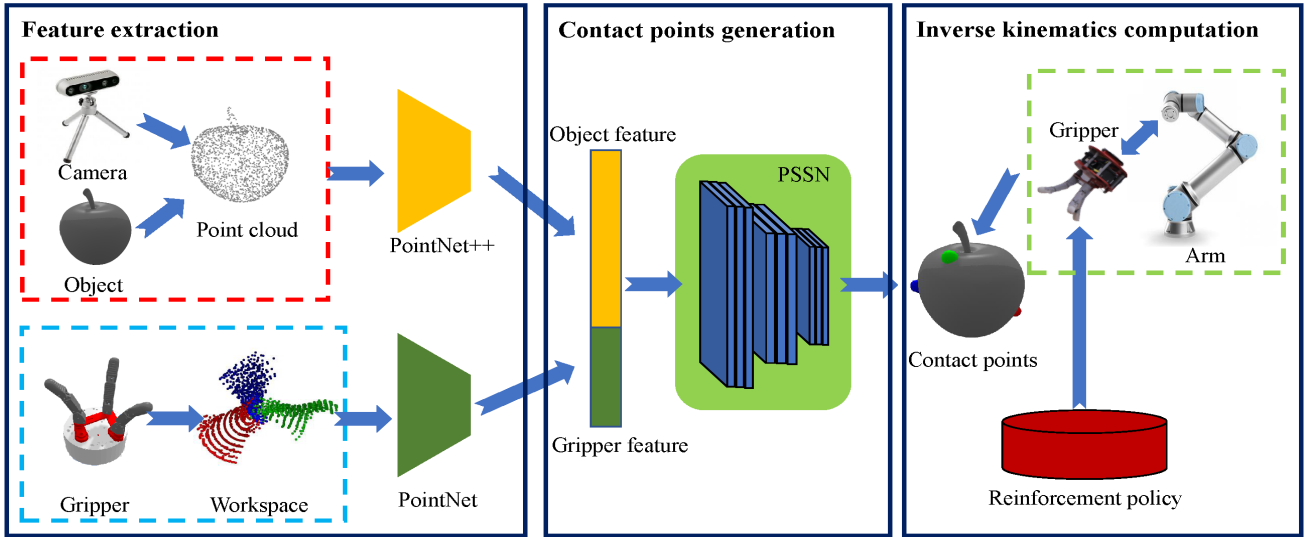 Feature extraction
Camera
Object
Point cloud
PointNet++
Gripper
Workspace
PointNet
Contact points generation
Object feature
Gripper feature
PSSN
Inverse kinematics computation
Gripper
Arm
Contact points
Reinforcement policy